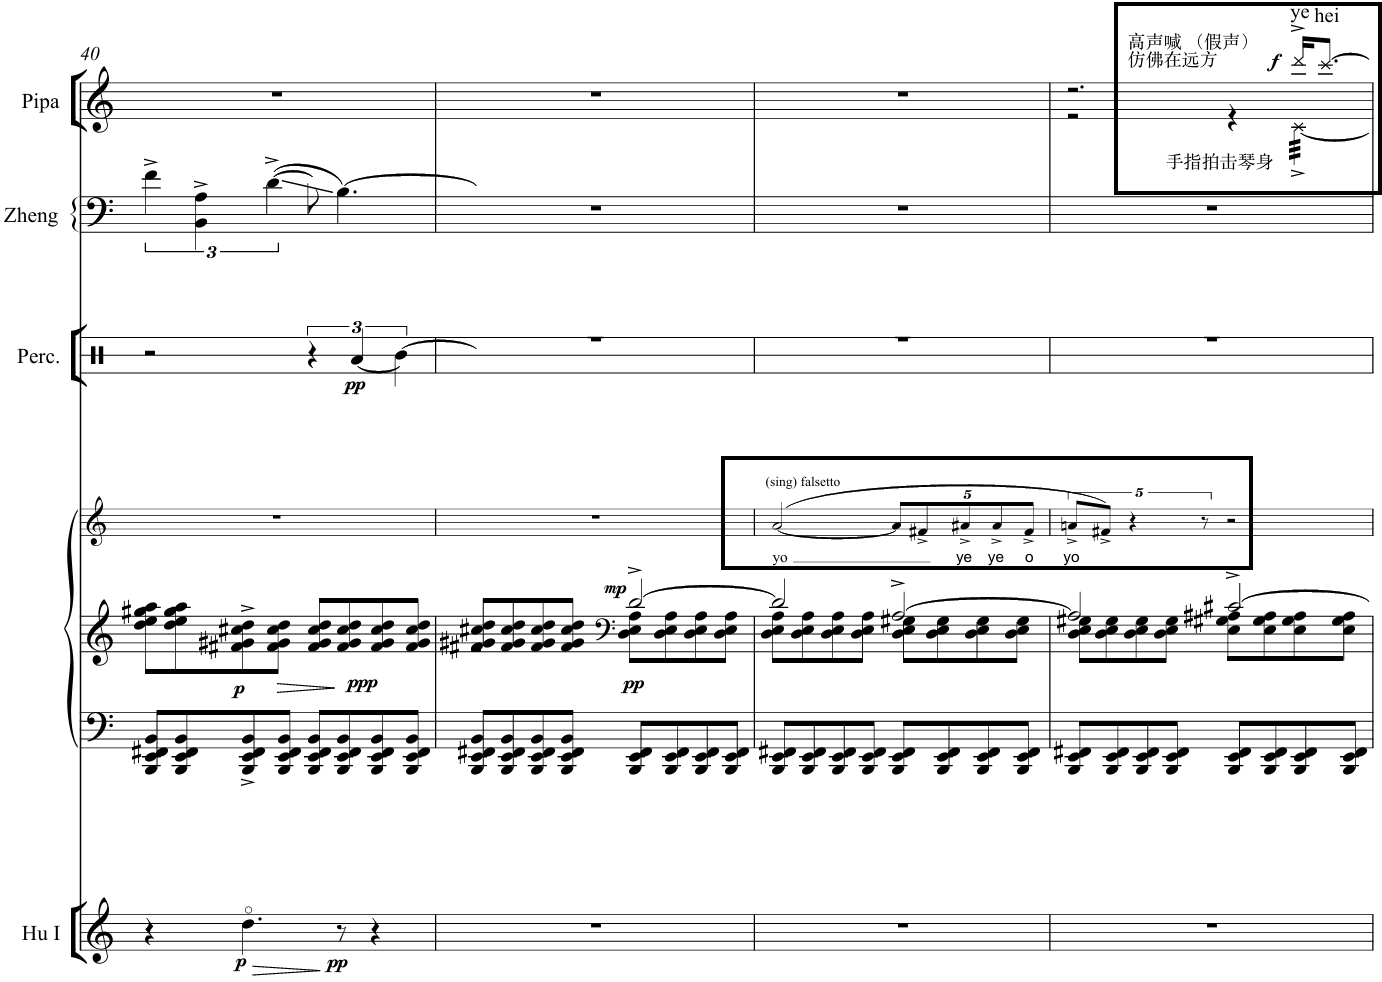 ye hei
40
高声喊 （假声）
仿佛在远方
f
Pipa
手指拍击琴身
Zheng
3
3
Perc.
pp
(sing) falsetto
5
5
yo ye ye o yo
mp
p
ppp
pp
Hu I
p
pp